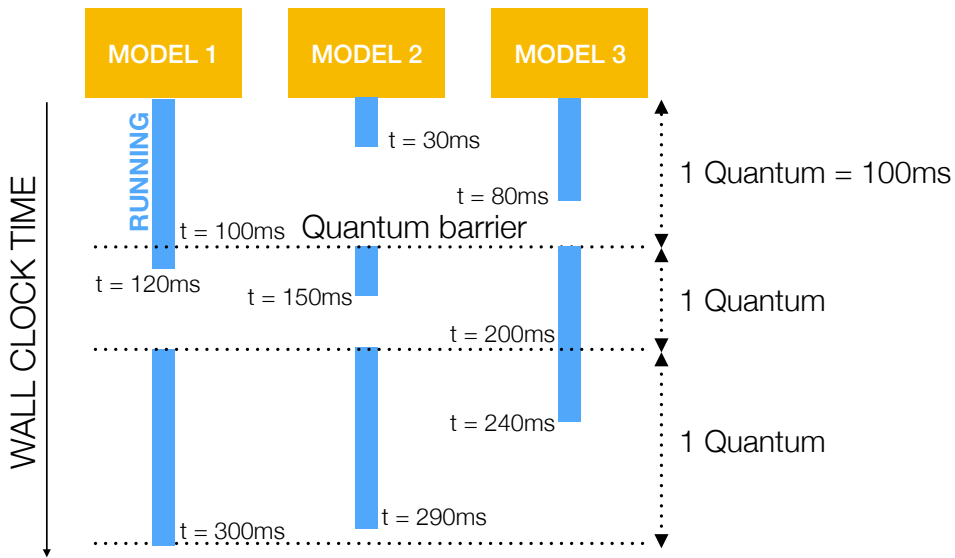 MODEL 1
MODEL 2
MODEL 3
RUNNING
t = 30ms
t = 80ms
1 Quantum = 100ms
t = 100ms
Quantum barrier
t = 120ms
t = 150ms
1 Quantum
t = 200ms
WALL CLOCK TIME
t = 240ms
1 Quantum
t = 300ms
t = 290ms